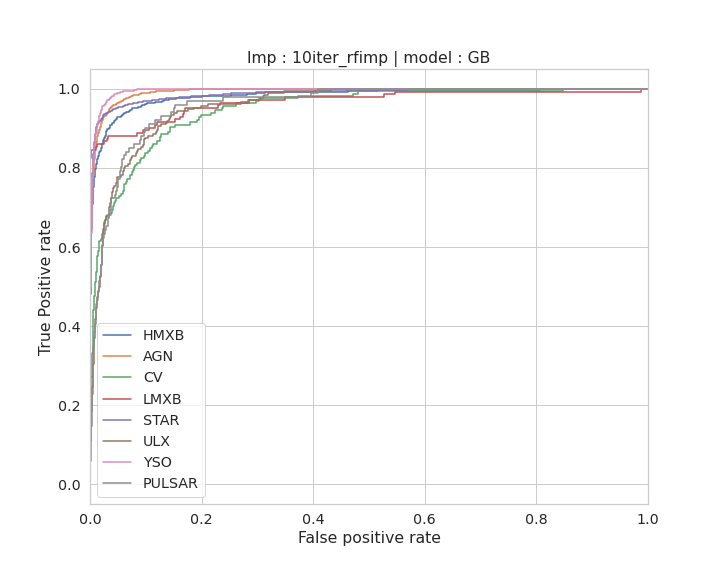 Imp : 10iter_rfimp | model : GB
1.0
0.8
0.6
0.4
0.2
0.0
True Positive rate
HMXB
AGN
CV
LMXB
STAR
ULX
YSO
PULSAR
0.0 0.2 0.4 0.6 0.8 1.0
False positive rate